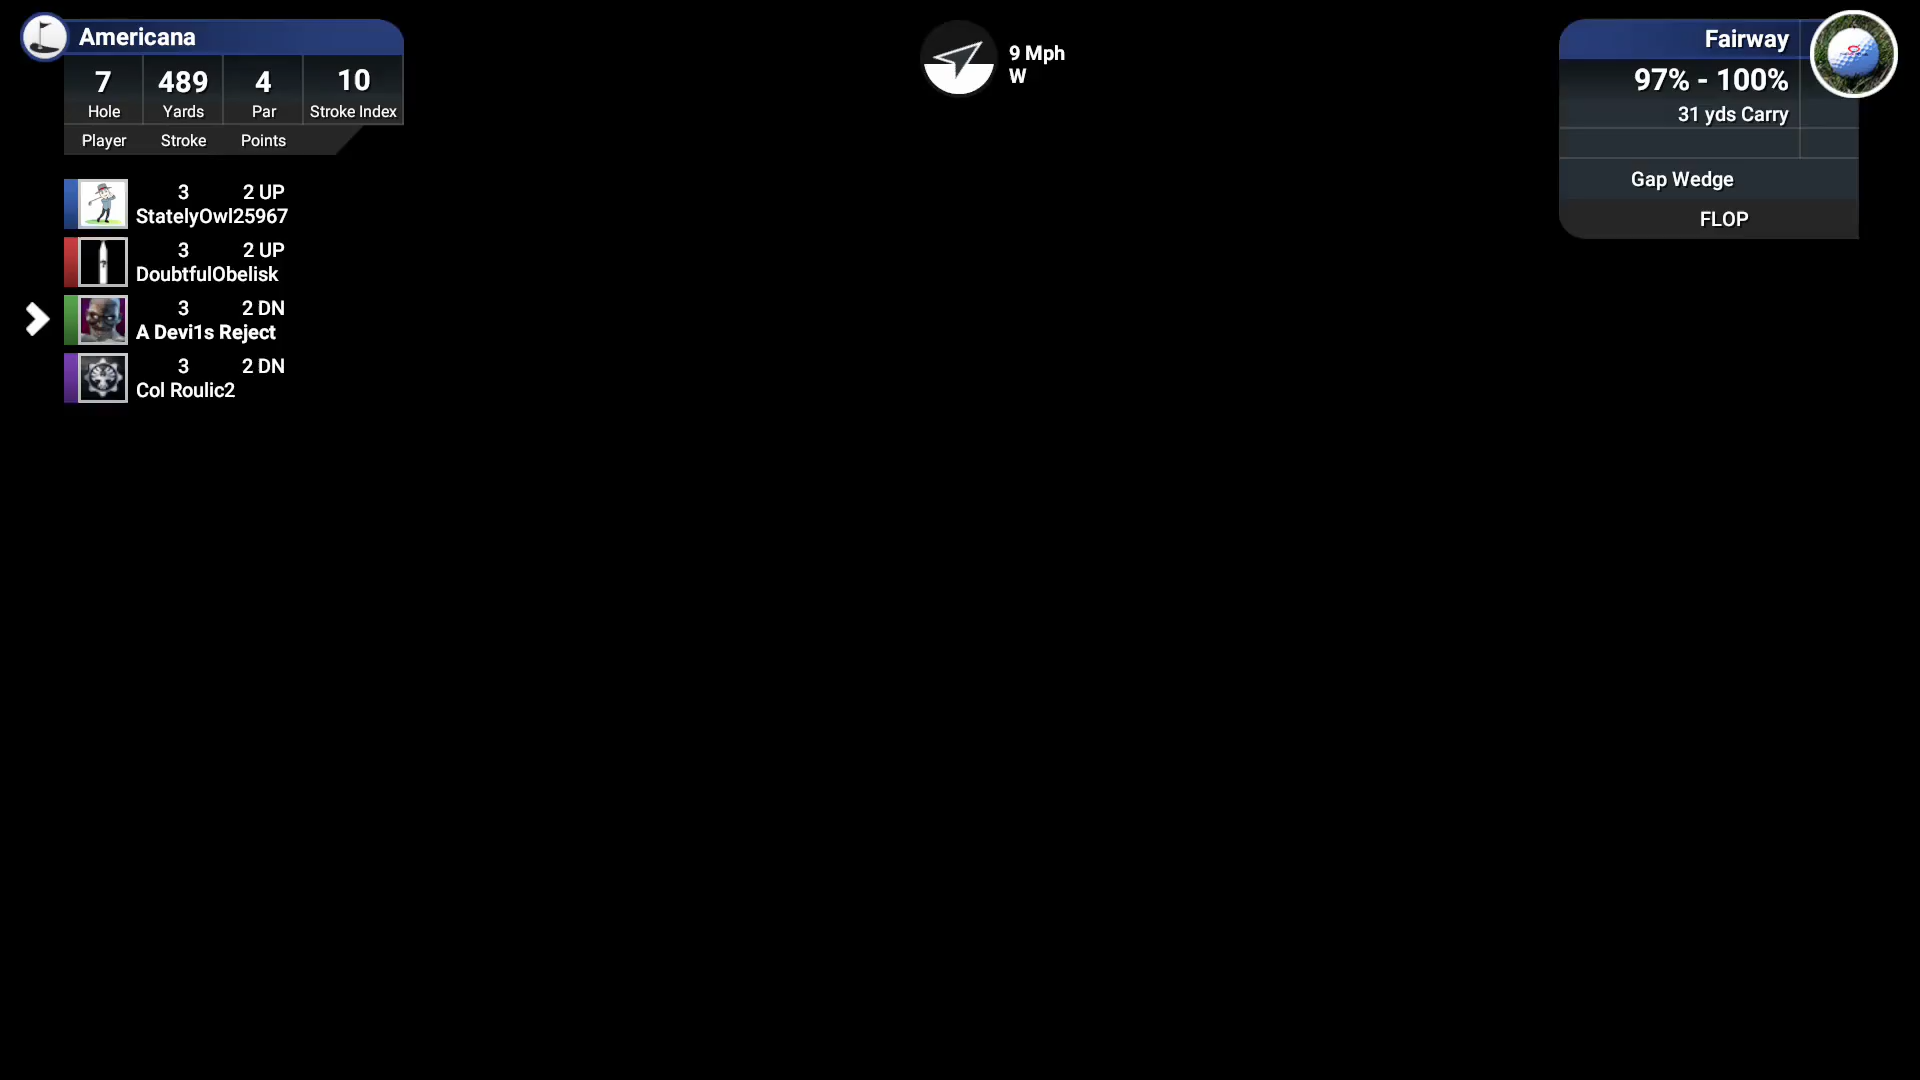 Americana
7 489 4 10
Hole Yards Par Stroke Index
Player Stroke Points
3 2 UP
StatelyOwl25967
3 2 UP
DoubtfulObelisk
3 2 DN
A Devi1s Reject
3 2 DN
Col Roulic2
9 Mph
W
Fairway
97% - 100%
31 yds Carry
Gap Wedge
FLOP